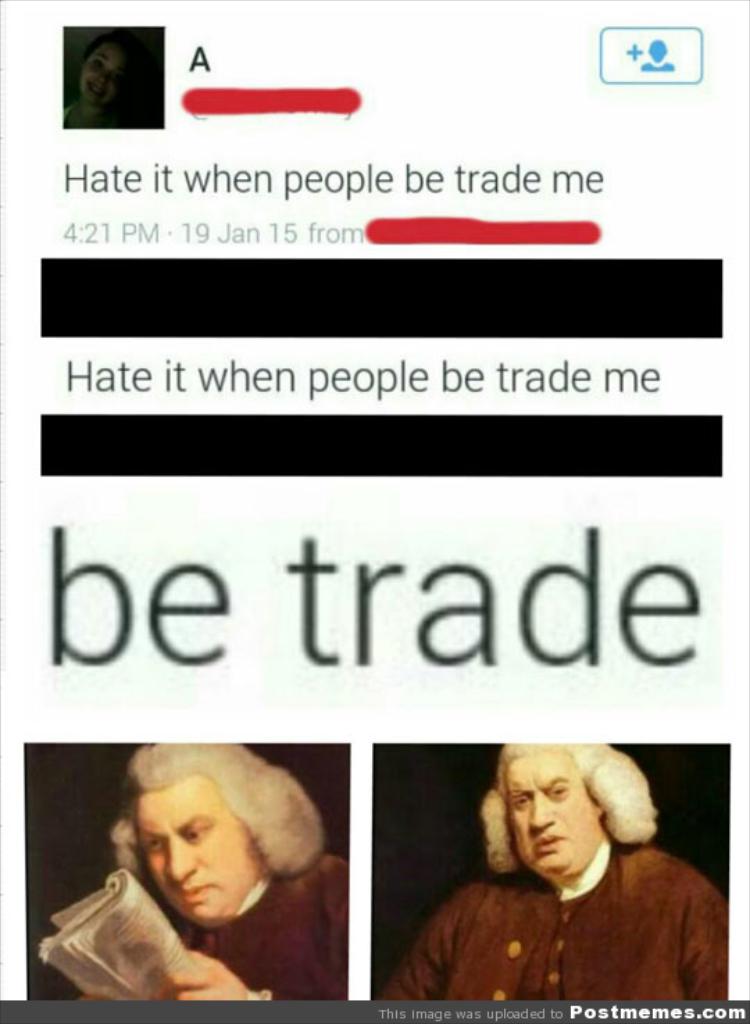 A
Hate it when people be trade me
4:21 PM · 19 Jan 15 from
Hate it when people be trade me
be trade
This image was uploaded to Postmemes.com